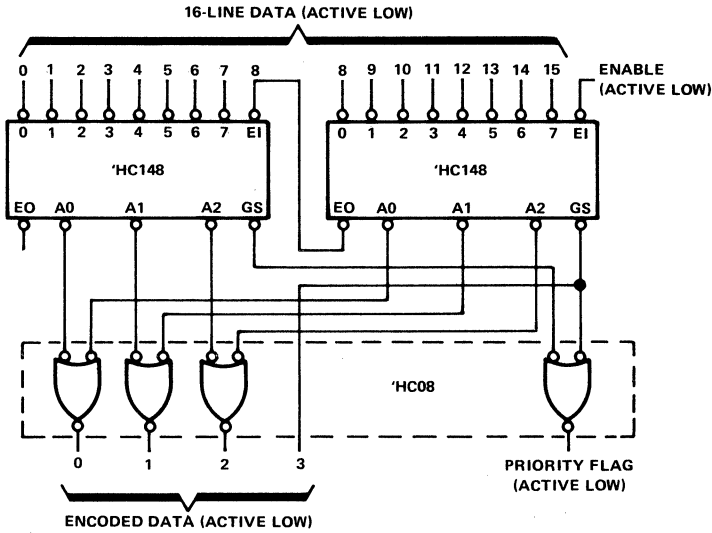 16-LINE DATA (ACTIVE LOW)
0 1 2 3 4 5 6 7 8 8 9 10 11 12 13 14 15 ENABLE
(ACTIVE LOW)
0 1 2 3 4 5 6 7 EI 0 1 2 3 4 5 6 7 EI
'HC148 'HC148
EO A0 A1 A2 GS EO A0 A1 A2 GS
'HC08
0 1 2 3 PRIORITY FLAG
(ACTIVE LOW)
ENCODED DATA (ACTIVE LOW)